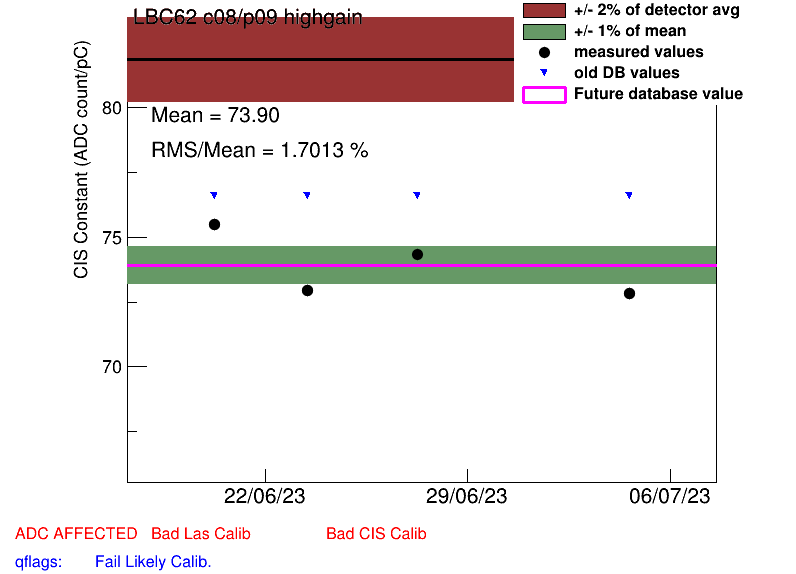 LBC62 c08/p09 highgain
+/- 2% of detector avg
+/- 1% of mean
measured values
old DB values
Future database value
Mean = 73.90
RMS/Mean = 1.7013 %
CIS Constant (ADC count/pC)
80
75
70
22/06/23 29/06/23 06/07/23
ADC AFFECTED Bad Las Calib Bad CIS Calib
qflags: Fail Likely Calib.